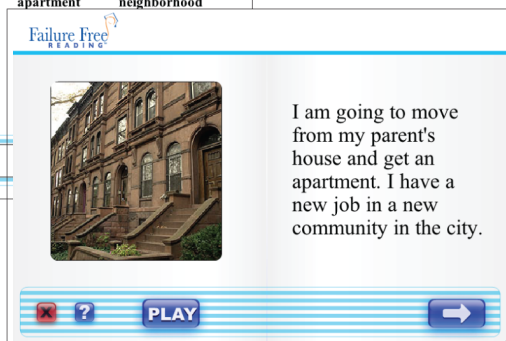 apartment neighborhood
Failure Free
READING
I am going to move
from my parent's
house and get an
apartment. I have a
new job in a new
community in the city.
PLAY